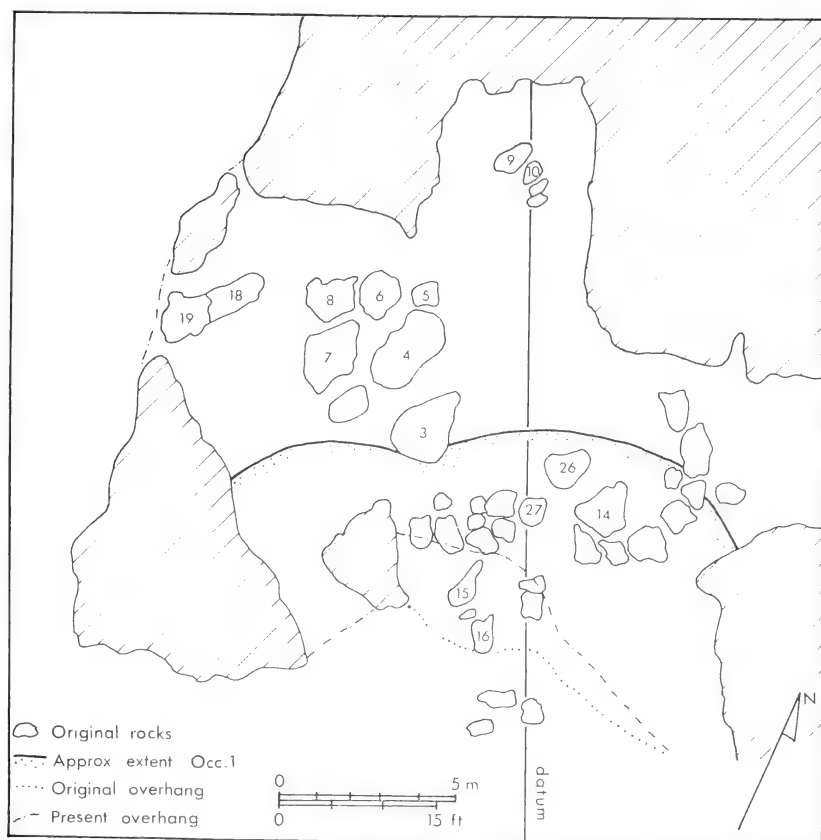 9
10
18
19
8
6
5
7
4
3
26
27
14
15
16
Original rocks
Approx extent Occ.1
Original overhang
Present overhang
0 5 m
0 15 ft
datum
N